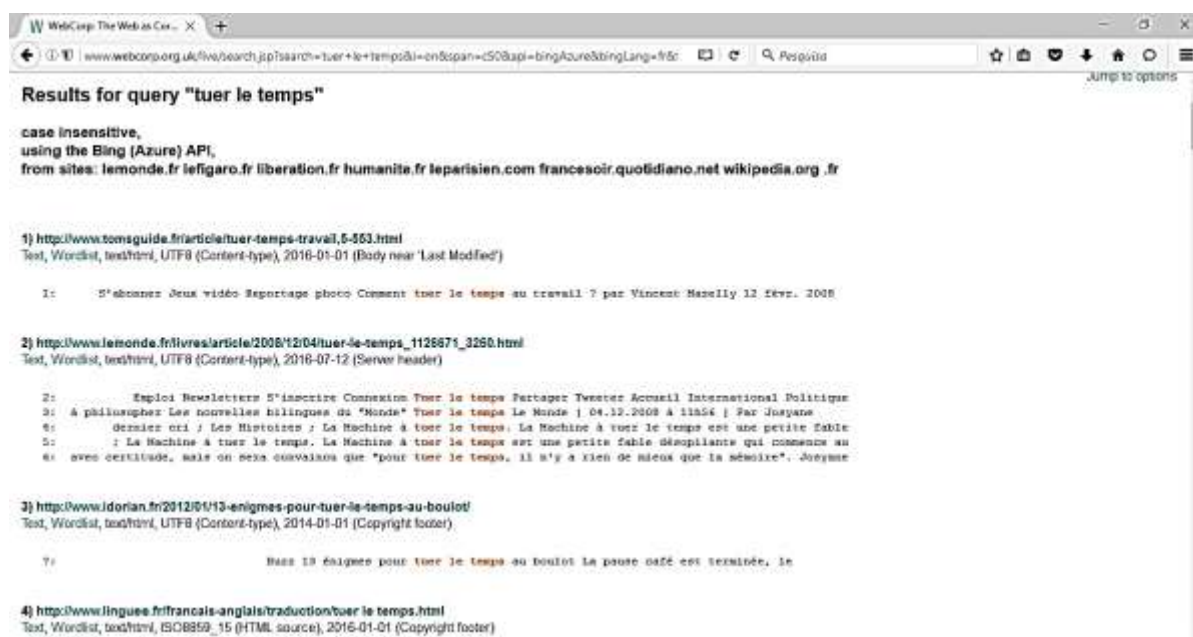 WebCorp: The Web as Cor... × +
www.webcorp.org.uk/live/search.jsp?search=tuer+le+temps&l=en&span=c50&api=bingAzure&bingLang=fr& Pesquisa
Jump to options
Results for query "tuer le temps"
case insensitive,
using the Bing (Azure) API,
from sites: lemonde.fr lefigaro.fr liberation.fr humanite.fr leparisien.com francesoir.quotidiano.net wikipedia.org .fr
1) http://www.tomsguide.fr/article/tuer-temps-travail,5-553.html
Text, Wordlist, text/html, UTF8 (Content-type), 2016-01-01 (Body near 'Last Modified')
1: S'abonner Jeux vidéo Reportage photo Comment tuer le temps au travail ? par Vincent 12 févr. 2008
2) http://www.lemonde.fr/livres/article/2008/12/04/tuer-le-temps_1126671_3260.html
Text, Wordlist, text/html, UTF8 (Content-type), 2016-07-12 (Server header)
2: Emploi Newsletters S'inscrire Connexion Tuer le temps Partager Tweeter Accueil International Politique
3: à philosopher Les nouvelles bilingues du "Monde" Tuer le temps Le Monde | 04.12.2008 à 11h56 | Par Josyane
4: dernier cri ; Les Histoires ; La Machine à tuer le temps. La Machine à tuer le temps est une petite fable
5: ; La Machine à tuer le temps. La Machine à tuer le temps est une petite fable désopilante qui commence au
6: avec certitude, mais on sera convaincu que "pour tuer le temps, il n'y a rien de mieux que la mémoire". Josyane
3) http://www.idorian.fr/2012/01/13-enigmes-pour-tuer-le-temps-au-boulot/
Text, Wordlist, text/html, UTF8 (Content-type), 2014-01-01 (Copyright footer)
7: Buzz 13 énigmes pour tuer le temps au boulot La pause café est terminée, le
4) http://www.linguee.fr/francais-anglais/traduction/tuer le temps.html
Text, Wordlist, text/html, ISO8859_15 (HTML source), 2016-01-01 (Copyright footer)